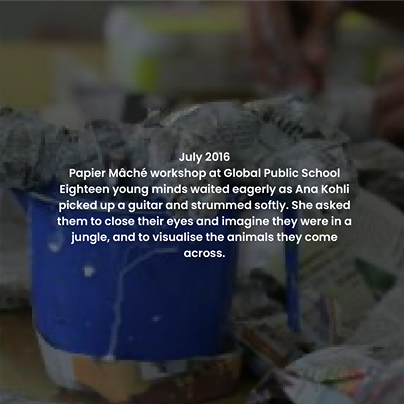 July 2016
Papier Mâché workshop at Global Public School
Eighteen young minds waited eagerly as Ana Kohli
picked up a guitar and strummed softly. She asked
them to close their eyes and imagine they were in a
jungle, and to visualise the animals they come
across.